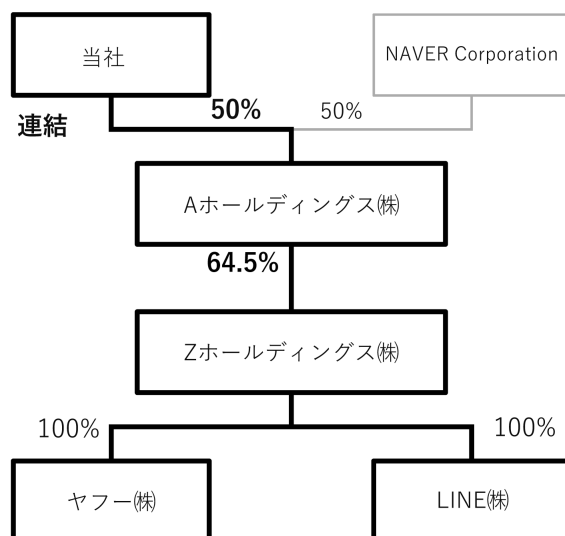 当社
NAVER Corporation
連結
50%
50%
Aホールディングス㈱
64.5%
Zホールディングス㈱
100%
100%
ヤフー㈱
LINE㈱